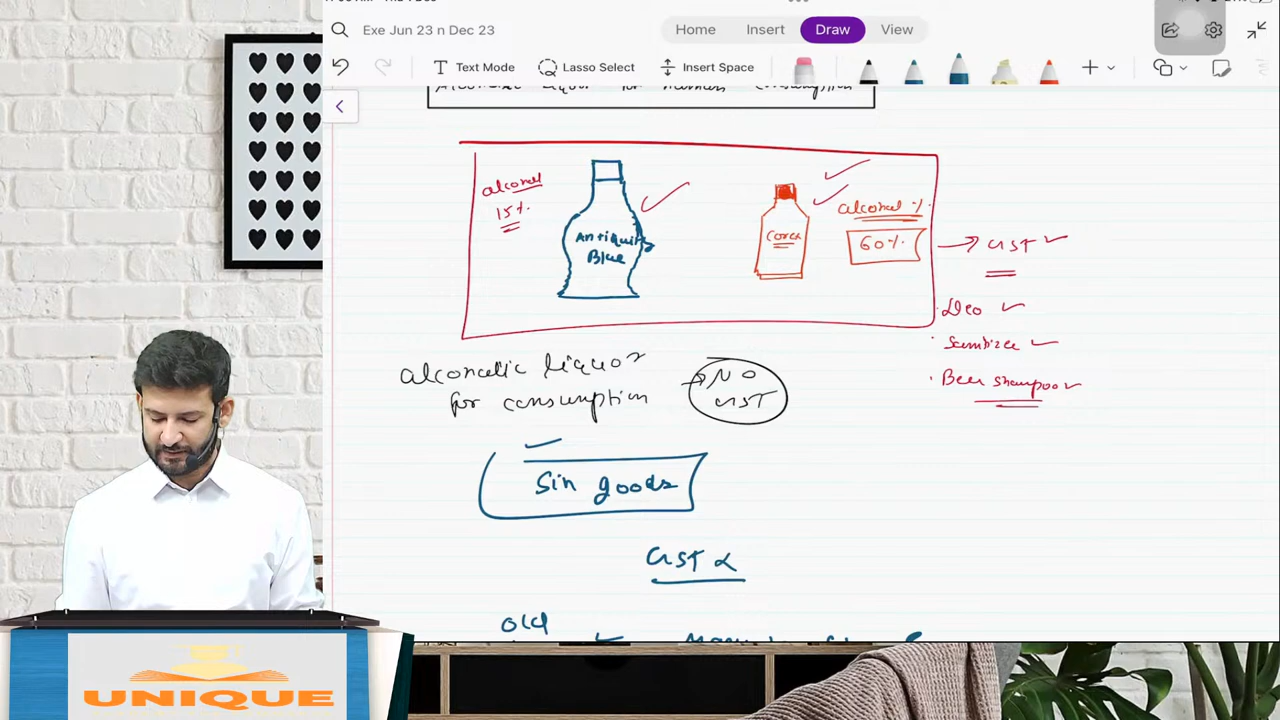 Exe Jun 23 n Dec 23
Home Insert Draw View
Text Mode Lasso Select Insert Space
alcohol
15%
Antiquity
Blue
Corex
alcohol %
60%
GST
Deo
Sanitizer
Beer shampoo
alcoholic liquor
for consumption
NO
GST
Sin goods
GST
old
UNIQUE